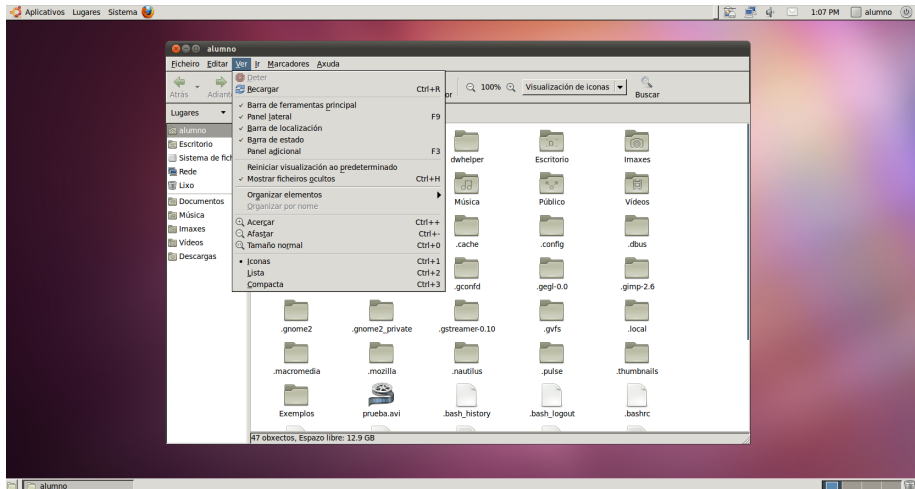 Aplicativos Lugares Sistema
1:07 PM alumno
alumno
Ficheiro Editar Ver Ir Marcadores Axuda
Atrás
100%
Visualización de iconas
Buscar
Lugares
alumno
Escritorio
Rede
Lixo
Documentos
Música
Imaxes
Vídeos
Descargas
Deter
Recargar Ctrl+R
Barra de ferramentas principal
Panel lateral F9
Barra de localización
Barra de estado
Panel adicional F3
Reiniciar visualización ao predeterminado
Mostrar ficheiros ocultos Ctrl+H
Organizar elementos
Organizar por nome
Acercar Ctrl++
Afastar Ctrl+-
Tamaño normal Ctrl+0
Iconas Ctrl+1
Lista Ctrl+2
Compacta Ctrl+3
dwhelper Escritorio Imaxes
Música Público Vídeos
.cache .config .dbus
.gconfd .gegl-0.0 .gimp-2.6
.gnome2 .gnome2_private .gstreamer-0.10 .gvfs .local
.macromedia .mozilla .nautilus .pulse .thumbnails
Exemplos prueba.avi .bash_history .bash_logout .bashrc
47 obxectos, Espazo libre: 12.9 GB
alumno